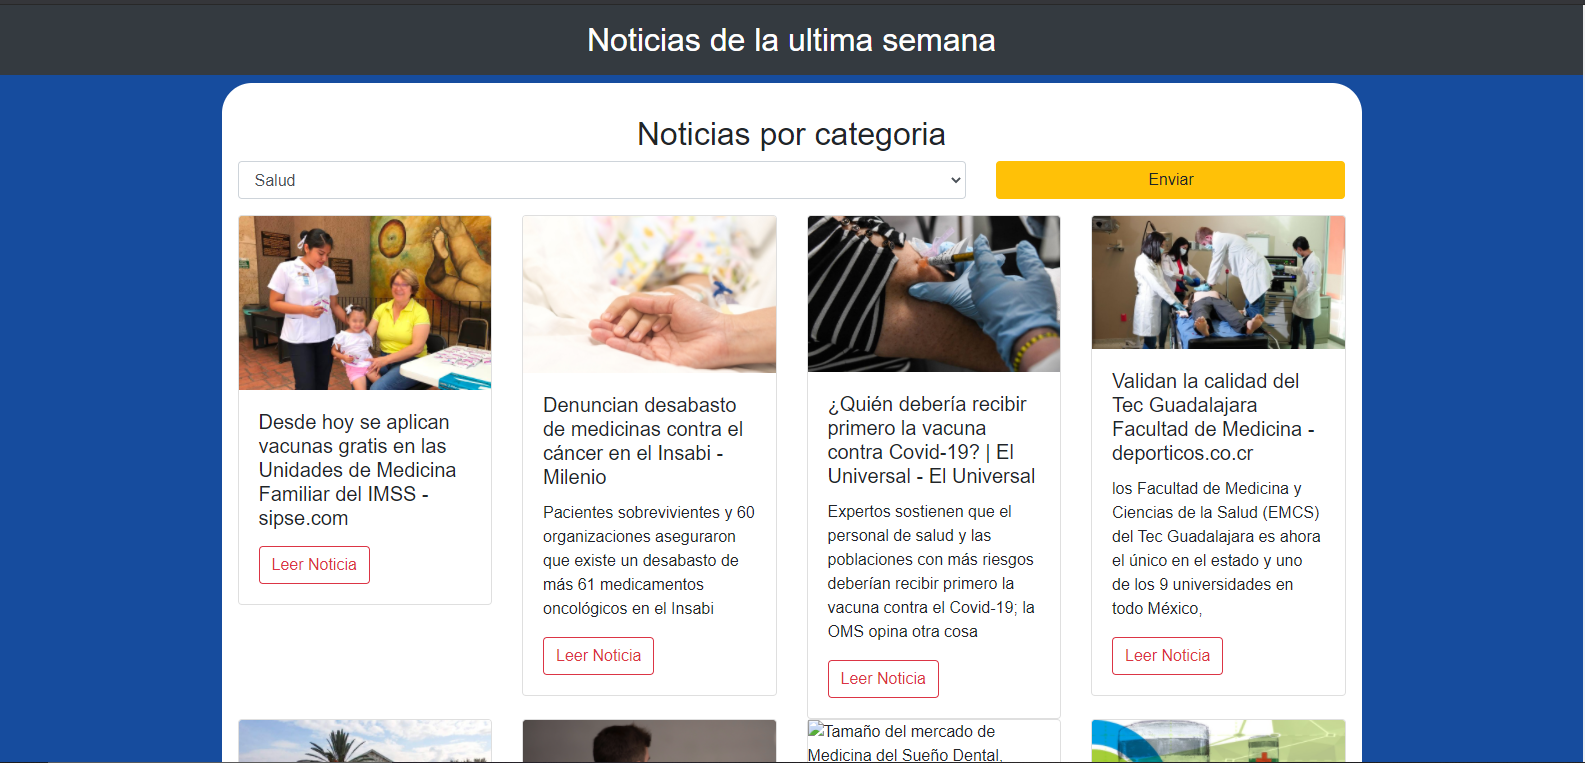 Noticias de la ultima semana
Noticias por categoria
Salud
Enviar
Desde hoy se aplican
vacunas gratis en las
Unidades de Medicina
Familiar del IMSS -
sipse.com
Leer Noticia
Denuncian desabasto
de medicinas contra el
cáncer en el Insabi -
Milenio
Pacientes sobrevivientes y 60
organizaciones aseguraron
que existe un desabasto de
más 61 medicamentos
oncológicos en el Insabi
Leer Noticia
¿Quién debería recibir
primero la vacuna
contra Covid-19? | El
Universal - El Universal
Expertos sostienen que el
personal de salud y las
poblaciones con más riesgos
deberían recibir primero la
vacuna contra el Covid-19; la
OMS opina otra cosa
Leer Noticia
Validan la calidad del
Tec Guadalajara
Facultad de Medicina -
deporticos.co.cr
los Facultad de Medicina y
Ciencias de la Salud (EMCS)
del Tec Guadalajara es ahora
el único en el estado y uno
de los 9 universidades en
todo México,
Leer Noticia
Tamaño del mercado de
Medicina del Sueño Dental,